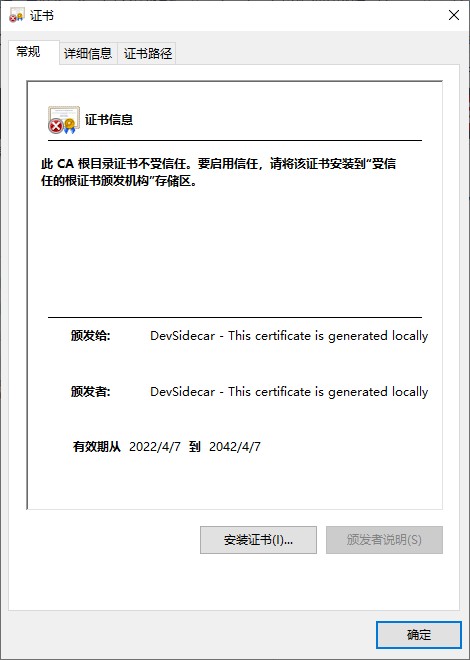 证书
常规
详细信息
证书路径
证书信息
此 CA 根目录证书不受信任。要启用信任，请将该证书安装到“受信
任的根证书颁发机构”存储区。
颁发给: DevSidecar - This certificate is generated locally
颁发者: DevSidecar - This certificate is generated locally
有效期从 2022/4/7 到 2042/4/7
安装证书(I)...
颁发者说明(S)
确定